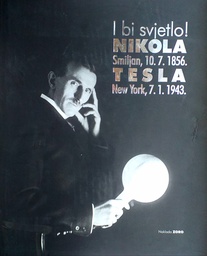 I bi svjetlo!
NIKOLA
Smiljan, 10. 7. 1856.
TESLA
New York, 7. 1. 1943.